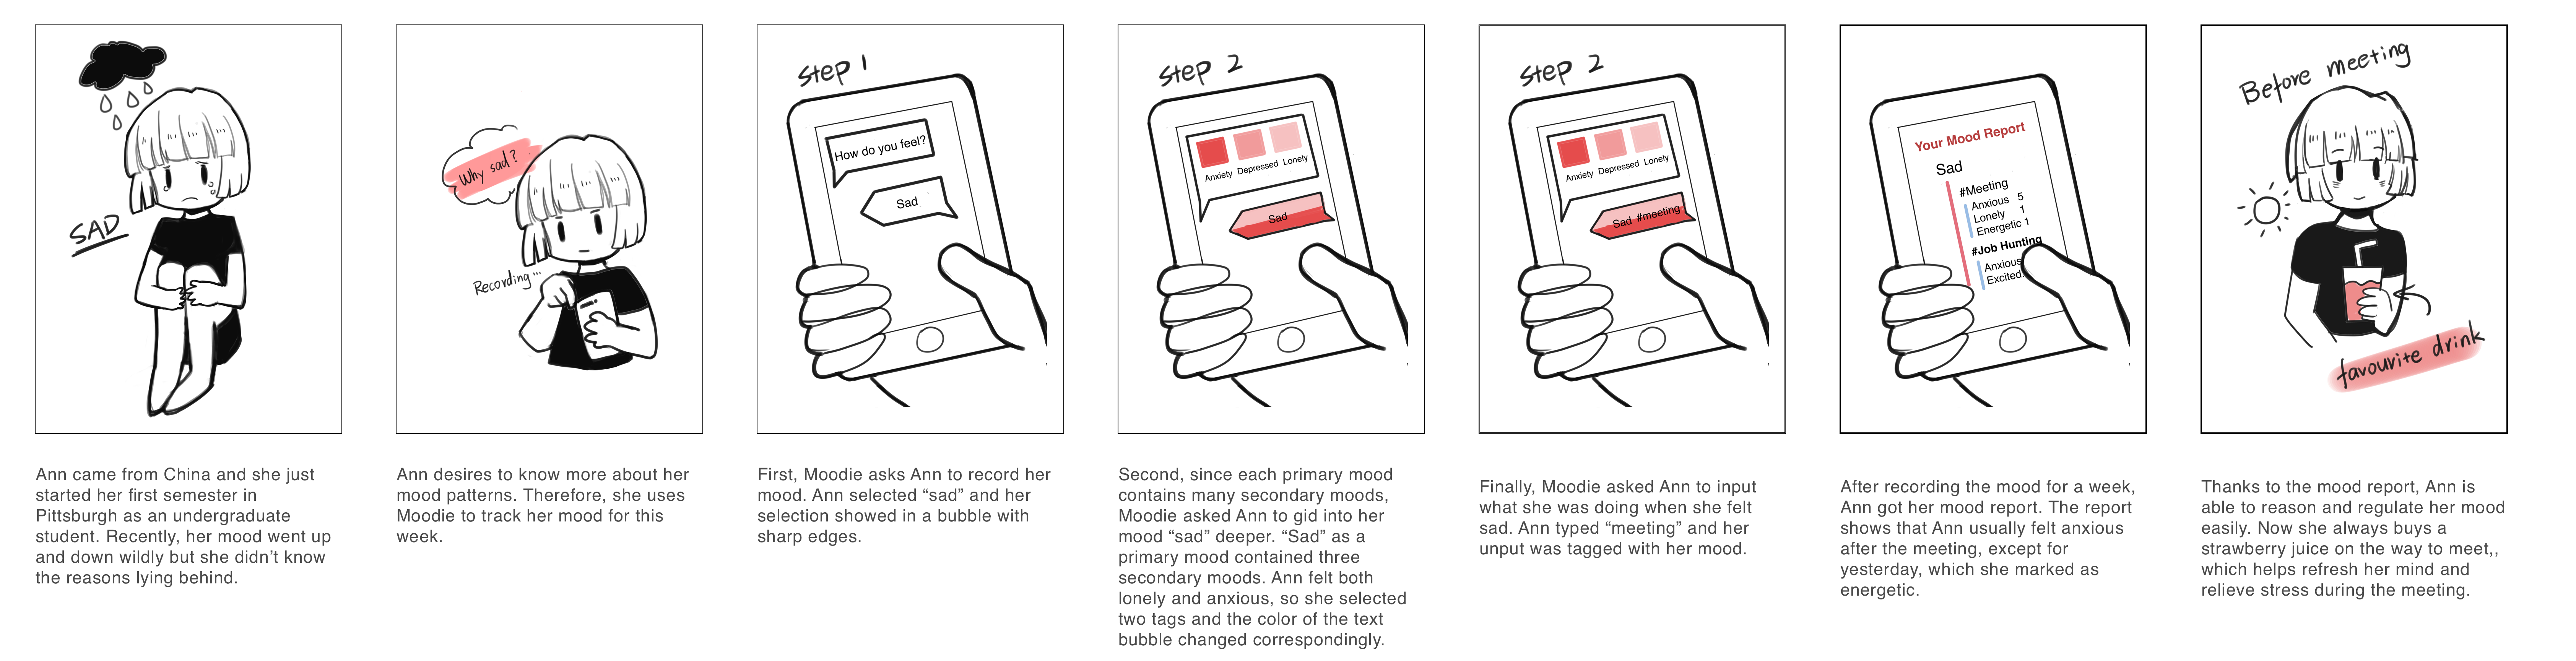 SAD
Ann came from China and she just
started her first semester in
Pittsburgh as an undergraduate
student. Recently, her mood went up
and down wildly but she didn't know
the reasons lying behind.
Why sad?
Recording...
Ann desires to know more about her
mood patterns. Therefore, she uses
Moodie to track her mood for this
week.
Step 1
How do you feel?
Sad
First, Moodie asks Ann to record her
mood. Ann selected “sad” and her
selection showed in a bubble with
sharp edges.
Step 2
Anxiety Depressed Lonely
Sad
Second, since each primary mood
contains many secondary moods,
Moodie asked Ann to gid into her
mood “sad” deeper. “Sad” as a
primary mood contained three
secondary moods. Ann felt both
lonely and anxious, so she selected
two tags and the color of the text
bubble changed correspondingly.
Step 2
Anxiety Depressed Lonely
Sad #meeting
Finally, Moodie asked Ann to input
what she was doing when she felt
sad. Ann typed “meeting” and her
unput was tagged with her mood.
Your Mood Report
Sad
#Meeting
Anxious 5
Lonely 1
Energetic 1
#Job Hunting
Anxious
Excited
After recording the mood for a week,
Ann got her mood report. The report
shows that Ann usually felt anxious
after the meeting, except for
yesterday, which she marked as
energetic.
Before meeting
favourite drink
Thanks to the mood report, Ann is
able to reason and regulate her mood
easily. Now she always buys a
strawberry juice on the way to meet,,
which helps refresh her mind and
relieve stress during the meeting.